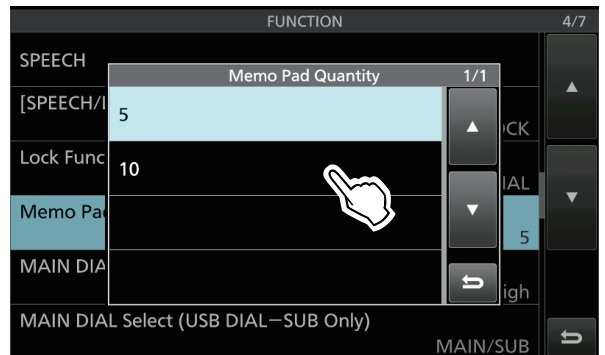 FUNCTION 4/7
SPEECH
Memo Pad Quantity 1/1
[SPEECH/
5
CK
Lock Func
10
IAL
Memo Pa
5
MAIN DIA
igh
MAIN DIAL Select (USB DIAL−SUB Only)
MAIN/SUB